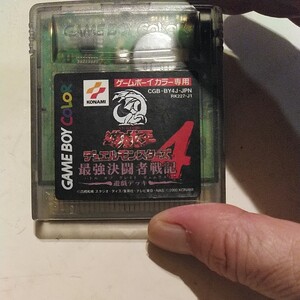 GAME BOY COLOR
ゲームボーイカラー専用
CGB-BY4J-JPN
RK227-J1
KONAMI
遊戯王
デュエルモンスターズ4
最強決闘者戦記
GAME BOY COLOR